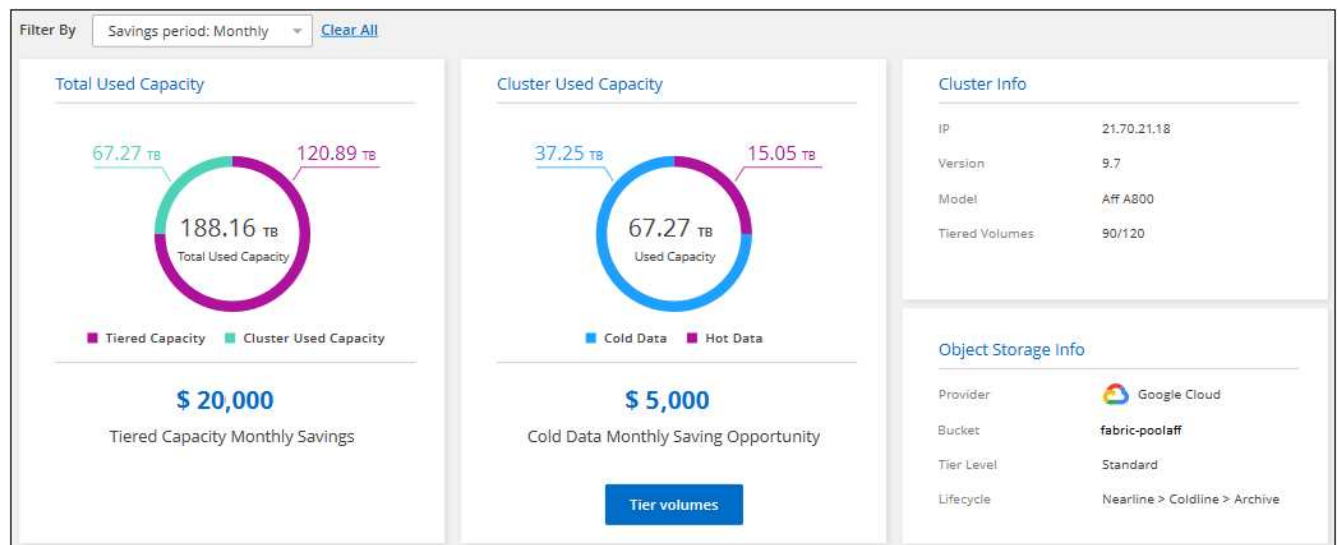 Filter By Savings period: Monthly Clear All
Total Used Capacity
67.27 TB 120.89 TB
188.16 TB
Total Used Capacity
Tiered Capacity Cluster Used Capacity
$ 20,000
Tiered Capacity Monthly Savings
Cluster Used Capacity
37.25 TB 15.05 TB
67.27 TB
Used Capacity
Cold Data Hot Data
$ 5,000
Cold Data Monthly Saving Opportunity
Tier volumes
Cluster Info
IP 21.70.21.18
Version 9.7
Model Aff A800
Tiered Volumes 90/120
Object Storage Info
Provider Google Cloud
Bucket fabric-poolaff
Tier Level Standard
Lifecycle Nearline > Coldline > Archive